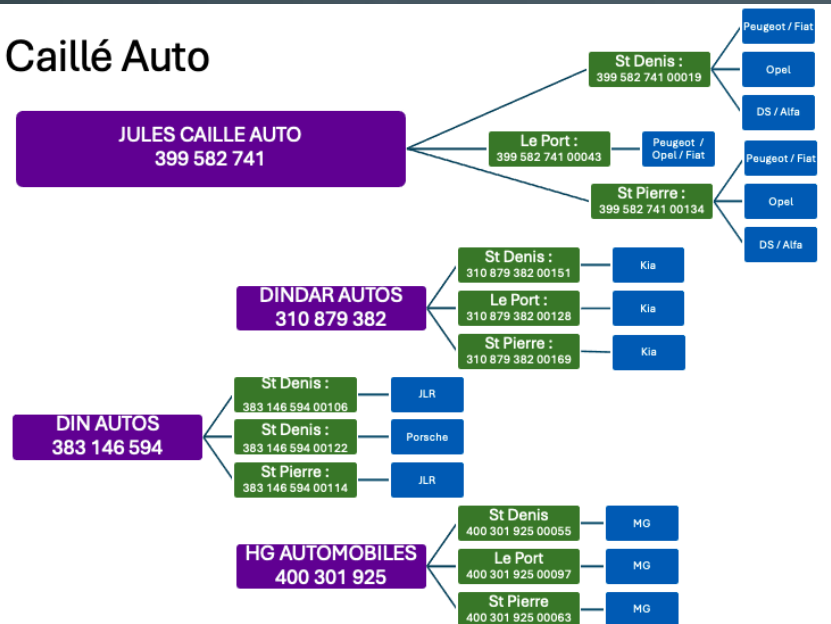 Caillé Auto
JULES CAILLE AUTO
399 582 741
St Denis :
399 582 741 00019
Peugeot / Fiat
Opel
DS / Alfa
Le Port :
399 582 741 00043
Peugeot /
Opel / Fiat
St Pierre :
399 582 741 00134
Peugeot / Fiat
Opel
DS / Alfa
DINDAR AUTOS
310 879 382
St Denis :
310 879 382 00151
Kia
Le Port :
310 879 382 00128
Kia
St Pierre :
310 879 382 00169
Kia
DIN AUTOS
383 146 594
St Denis :
383 146 594 00106
JLR
St Denis :
383 146 594 00122
Porsche
St Pierre :
383 146 594 00114
JLR
HG AUTOMOBILES
400 301 925
St Denis
400 301 925 00055
MG
Le Port
400 301 925 00097
MG
St Pierre
400 301 925 00063
MG